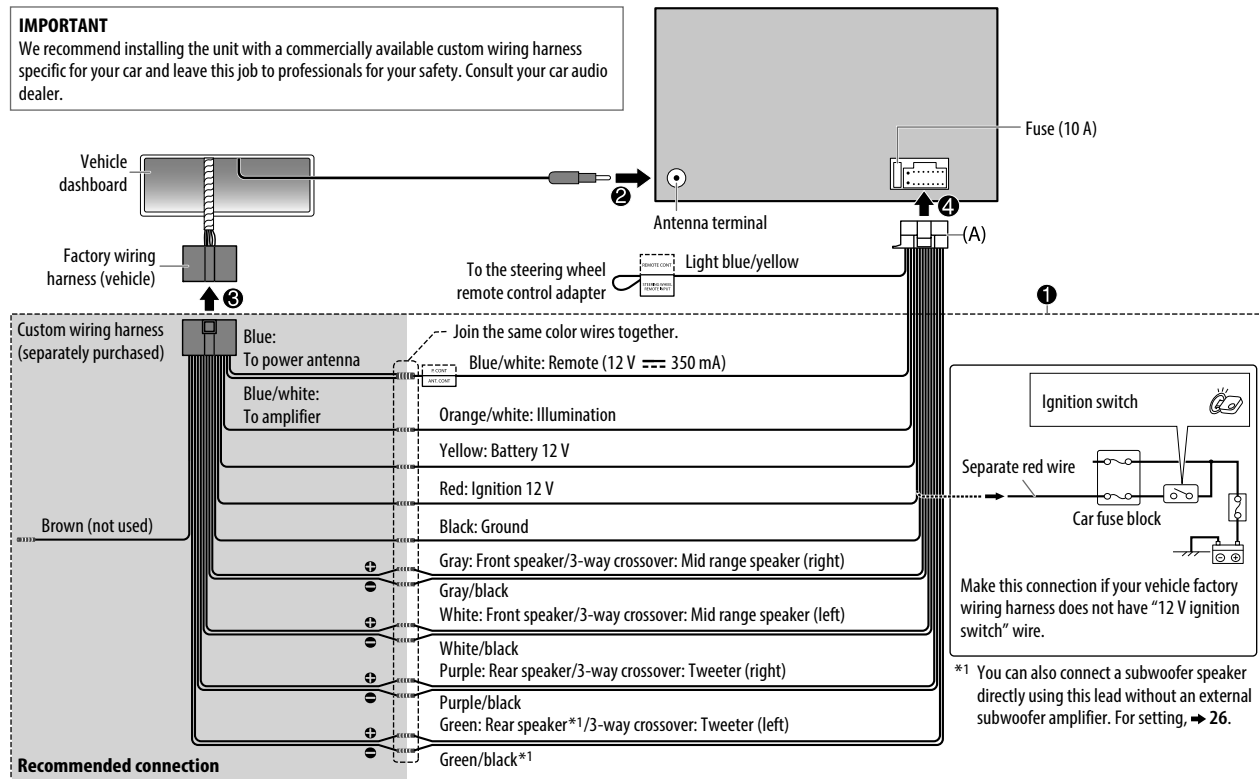 IMPORTANT
We recommend installing the unit with a commercially available custom wiring harness
specific for your car and leave this job to professionals for your safety. Consult your car audio
dealer.
Fuse (10 A)
Vehicle
dashboard
2
Antenna terminal
4
(A)
Factory wiring
harness (vehicle)
To the steering wheel
remote control adapter
REMOTE CONT
STEERING WHEEL
REMOTE INPUT
Light blue/yellow
3
1
Custom wiring harness
(separately purchased)
Blue:
To power antenna
Join the same color wires together.
P. CONT
ANT. CONT
Blue/white: Remote (12 V ⎓ 350 mA)
Blue/white:
To amplifier
Orange/white: Illumination
Yellow: Battery 12 V
Red: Ignition 12 V
Brown (not used)
Black: Ground
⊕ Gray: Front speaker/3-way crossover: Mid range speaker (right)
⊖ Gray/black
⊕ White: Front speaker/3-way crossover: Mid range speaker (left)
⊖ White/black
⊕ Purple: Rear speaker/3-way crossover: Tweeter (right)
⊖ Purple/black
⊕ Green: Rear speaker*1/3-way crossover: Tweeter (left)
⊖ Green/black*1
Recommended connection
Ignition switch
Separate red wire
Car fuse block
⊖ ⊕
Make this connection if your vehicle factory
wiring harness does not have “12 V ignition
switch” wire.
*1 You can also connect a subwoofer speaker
directly using this lead without an external
subwoofer amplifier. For setting, ➔ 26.